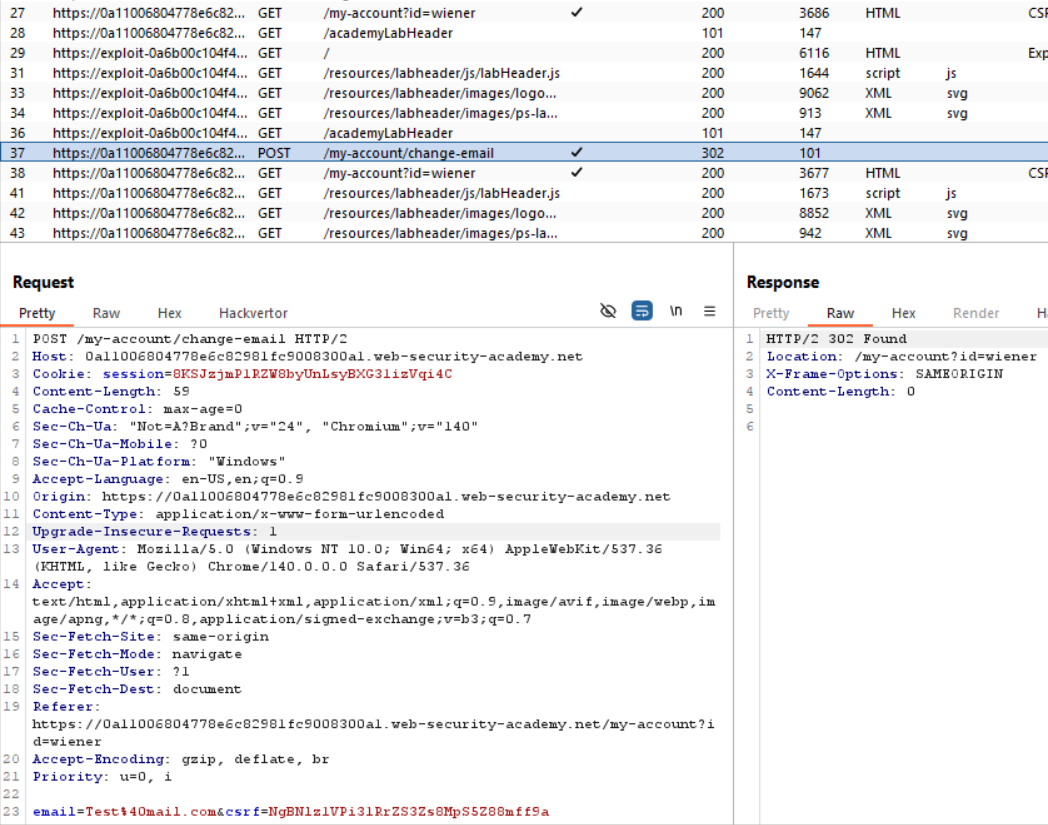 27 https://0a11006804778e6c82... GET /my-account?id=wiener ✓ 200 3686 HTML CSF
28 https://0a11006804778e6c82... GET /academyLabHeader 101 147
29 https://exploit-0a6b00c104f4... GET / 200 6116 HTML Exp
31 https://exploit-0a6b00c104f4... GET /resources/labheader/js/labHeader.js 200 1644 script js
33 https://exploit-0a6b00c104f4... GET /resources/labheader/images/logo... 200 9062 XML svg
34 https://exploit-0a6b00c104f4... GET /resources/labheader/images/ps-la... 200 913 XML svg
36 https://exploit-0a6b00c104f4... GET /academyLabHeader 101 147
37 https://0a11006804778e6c82... POST /my-account/change-email ✓ 302 101
38 https://0a11006804778e6c82... GET /my-account?id=wiener ✓ 200 3677 HTML CSF
41 https://0a11006804778e6c82... GET /resources/labheader/js/labHeader.js 200 1673 script js
42 https://0a11006804778e6c82... GET /resources/labheader/images/logo... 200 8852 XML svg
43 https://0a11006804778e6c82... GET /resources/labheader/images/ps-la... 200 942 XML svg
Request
Pretty Raw Hex Hackvertor \n
1 POST /my-account/change-email HTTP/2
2 Host: 0a11006804778e6c82981fc9008300a1.web-security-academy.net
3 Cookie: session=8KSJzjmPlRZW8byUnLsyBXG3lizVqi4C
4 Content-Length: 59
5 Cache-Control: max-age=0
6 Sec-Ch-Ua: "Not=A?Brand";v="24", "Chromium";v="140"
7 Sec-Ch-Ua-Mobile: ?0
8 Sec-Ch-Ua-Platform: "Windows"
9 Accept-Language: en-US,en;q=0.9
10 Origin: https://0a11006804778e6c82981fc9008300a1.web-security-academy.net
11 Content-Type: application/x-www-form-urlencoded
12 Upgrade-Insecure-Requests: 1
13 User-Agent: Mozilla/5.0 (Windows NT 10.0; Win64; x64) AppleWebKit/537.36
(KHTML, like Gecko) Chrome/140.0.0.0 Safari/537.36
14 Accept:
text/html,application/xhtml+xml,application/xml;q=0.9,image/avif,image/webp,im
age/apng,*/*;q=0.8,application/signed-exchange;v=b3;q=0.7
15 Sec-Fetch-Site: same-origin
16 Sec-Fetch-Mode: navigate
17 Sec-Fetch-User: ?1
18 Sec-Fetch-Dest: document
19 Referer:
https://0a11006804778e6c82981fc9008300a1.web-security-academy.net/my-account?i
d=wiener
20 Accept-Encoding: gzip, deflate, br
21 Priority: u=0, i
22
23 email=Test%40mail.com&csrf=NgBNlzlVPi3lRrZS3Zs8MpS5Z88mff9a
Response
Pretty Raw Hex Render Ha
1 HTTP/2 302 Found
2 Location: /my-account?id=wiener
3 X-Frame-Options: SAMEORIGIN
4 Content-Length: 0
5
6